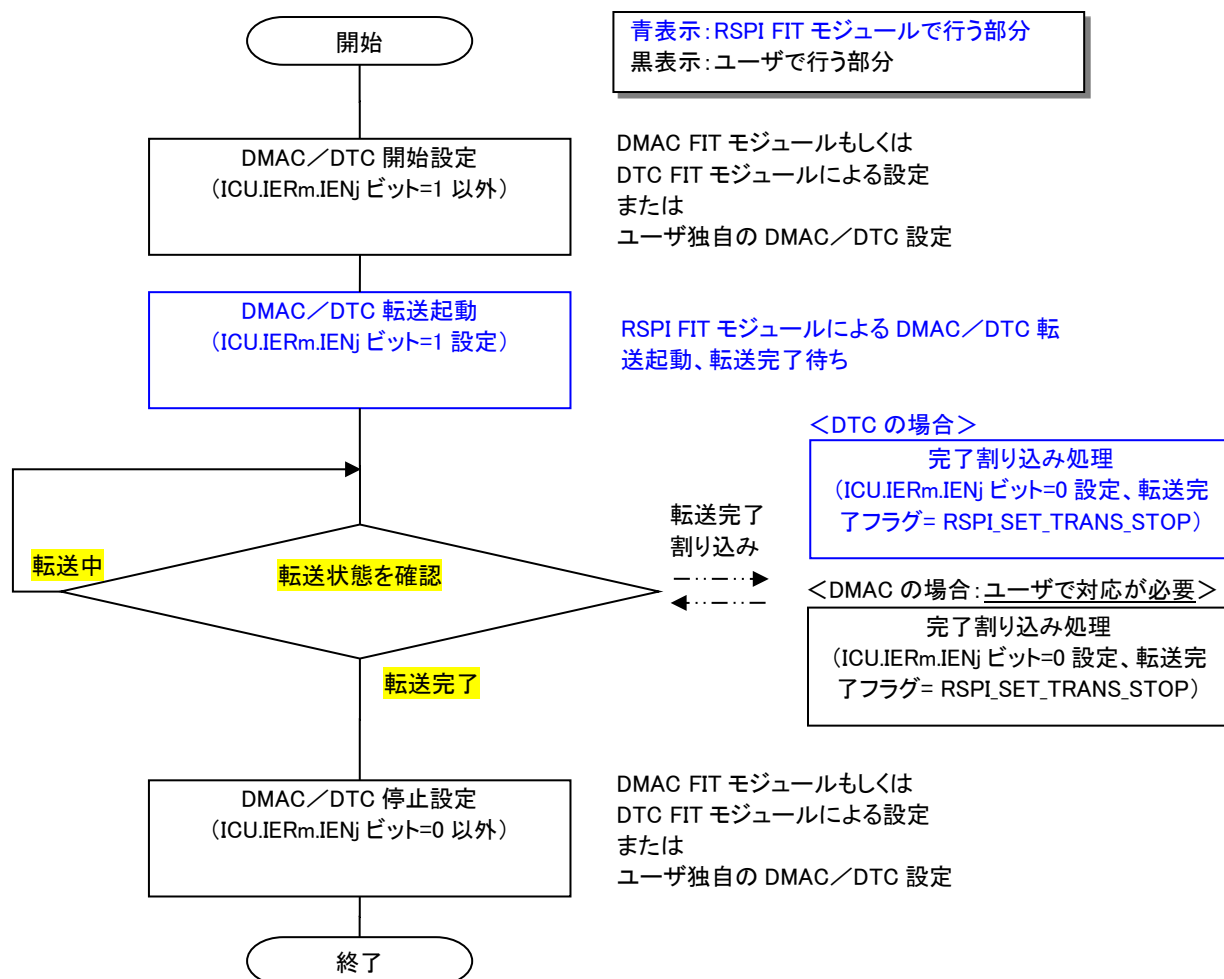 開始
青表示：RSPI FIT モジュールで行う部分
黒表示：ユーザで行う部分
DMAC／DTC 開始設定
（ICU.IERm.IENj ビット=1 以外）
DMAC FIT モジュールもしくは
DTC FIT モジュールによる設定
または
ユーザ独自の DMAC／DTC 設定
DMAC／DTC 転送起動
（ICU.IERm.IENj ビット=1 設定）
RSPI FIT モジュールによる DMAC／DTC 転
送起動、転送完了待ち
＜DTC の場合＞
完了割り込み処理
（ICU.IERm.IENj ビット=0 設定、転送完
了フラグ= RSPI_SET_TRANS_STOP）
転送完了
割り込み
転送中
転送状態を確認
＜DMAC の場合：ユーザで対応が必要＞
完了割り込み処理
（ICU.IERm.IENj ビット=0 設定、転送完
了フラグ= RSPI_SET_TRANS_STOP）
転送完了
DMAC／DTC 停止設定
（ICU.IERm.IENj ビット=0 以外）
DMAC FIT モジュールもしくは
DTC FIT モジュールによる設定
または
ユーザ独自の DMAC／DTC 設定
終了